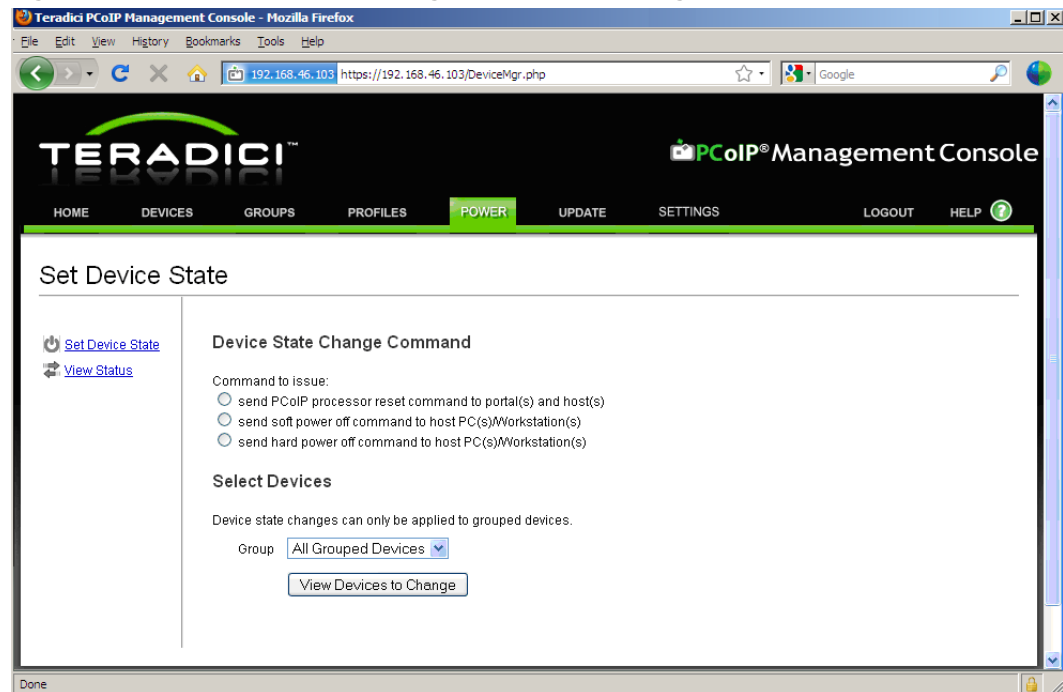 Teradici PCoIP Management Console - Mozilla Firefox
File Edit View History Bookmarks Tools Help
192.168.46.103 https://192.168.46.103/DeviceMgr.php Google
TERADICI™
PCoIP® Management Console
HOME DEVICES GROUPS PROFILES POWER UPDATE SETTINGS LOGOUT HELP ?
Set Device State
Set Device State
View Status
Device State Change Command
Command to issue:
send PCoIP processor reset command to portal(s) and host(s)
send soft power off command to host PC(s)/Workstation(s)
send hard power off command to host PC(s)/Workstation(s)
Select Devices
Device state changes can only be applied to grouped devices.
Group All Grouped Devices
View Devices to Change
Done